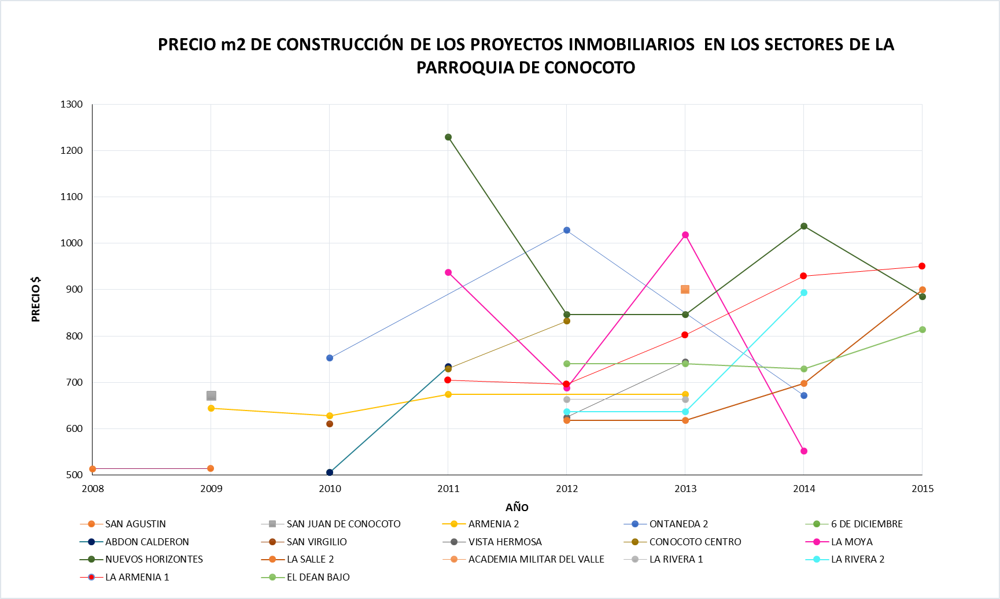 PRECIO m2 DE CONSTRUCCIÓN DE LOS PROYECTOS INMOBILIARIOS EN LOS SECTORES DE LA
PARROQUIA DE CONOCOTO
1300
1200
1100
1000
900
800
700
600
500
PRECIO $
2008 2009 2010 2011 2012 2013 2014 2015
AÑO
SAN AGUSTIN SAN JUAN DE CONOCOTO ARMENIA 2 ONTANEDA 2 6 DE DICIEMBRE
ABDON CALDERON SAN VIRGILIO VISTA HERMOSA CONOCOTO CENTRO LA MOYA
NUEVOS HORIZONTES LA SALLE 2 ACADEMIA MILITAR DEL VALLE LA RIVERA 1 LA RIVERA 2
LA ARMENIA 1 EL DEAN BAJO